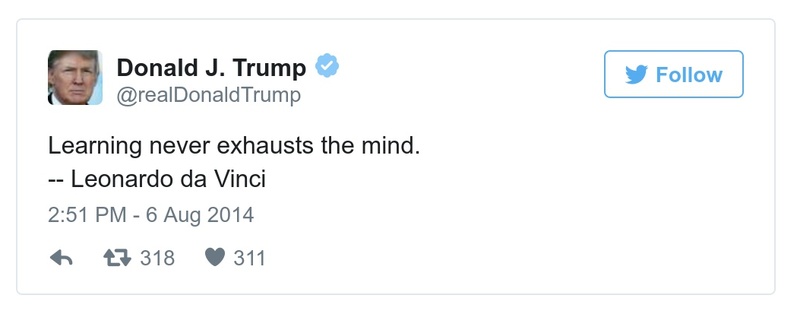 Donald J. Trump
@realDonaldTrump
Follow
Learning never exhausts the mind.
-- Leonardo da Vinci
2:51 PM - 6 Aug 2014
318 311